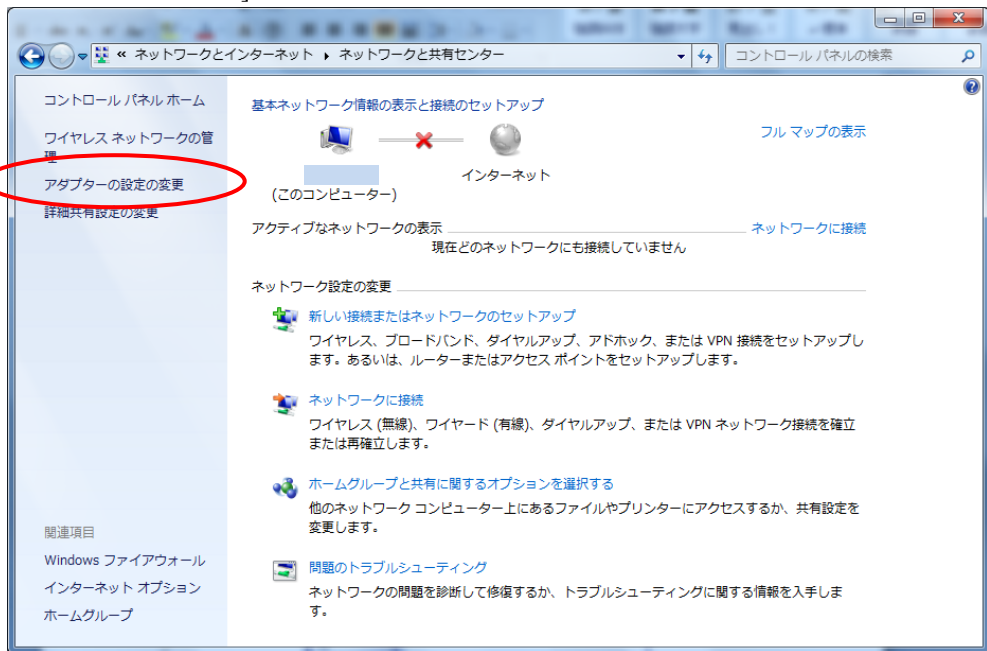 « ネットワークとインターネット ▸ ネットワークと共有センター
コントロール パネルの検索
コントロール パネル ホーム
ワイヤレス ネットワークの管
理
アダプターの設定の変更
詳細共有設定の変更
基本ネットワーク情報の表示と接続のセットアップ
フル マップの表示
インターネット
(このコンピューター)
アクティブなネットワークの表示
ネットワークに接続
現在どのネットワークにも接続していません
ネットワーク設定の変更
新しい接続またはネットワークのセットアップ
ワイヤレス、ブロードバンド、ダイヤルアップ、アドホック、または VPN 接続をセットアップし
ます。あるいは、ルーターまたはアクセス ポイントをセットアップします。
ネットワークに接続
ワイヤレス (無線)、ワイヤード (有線)、ダイヤルアップ、または VPN ネットワーク接続を確立
または再確立します。
ホームグループと共有に関するオプションを選択する
他のネットワーク コンピューター上にあるファイルやプリンターにアクセスするか、共有設定を
変更します。
問題のトラブルシューティング
ネットワークの問題を診断して修復するか、トラブルシューティングに関する情報を入手しま
す。
関連項目
Windows ファイアウォール
インターネット オプション
ホームグループ